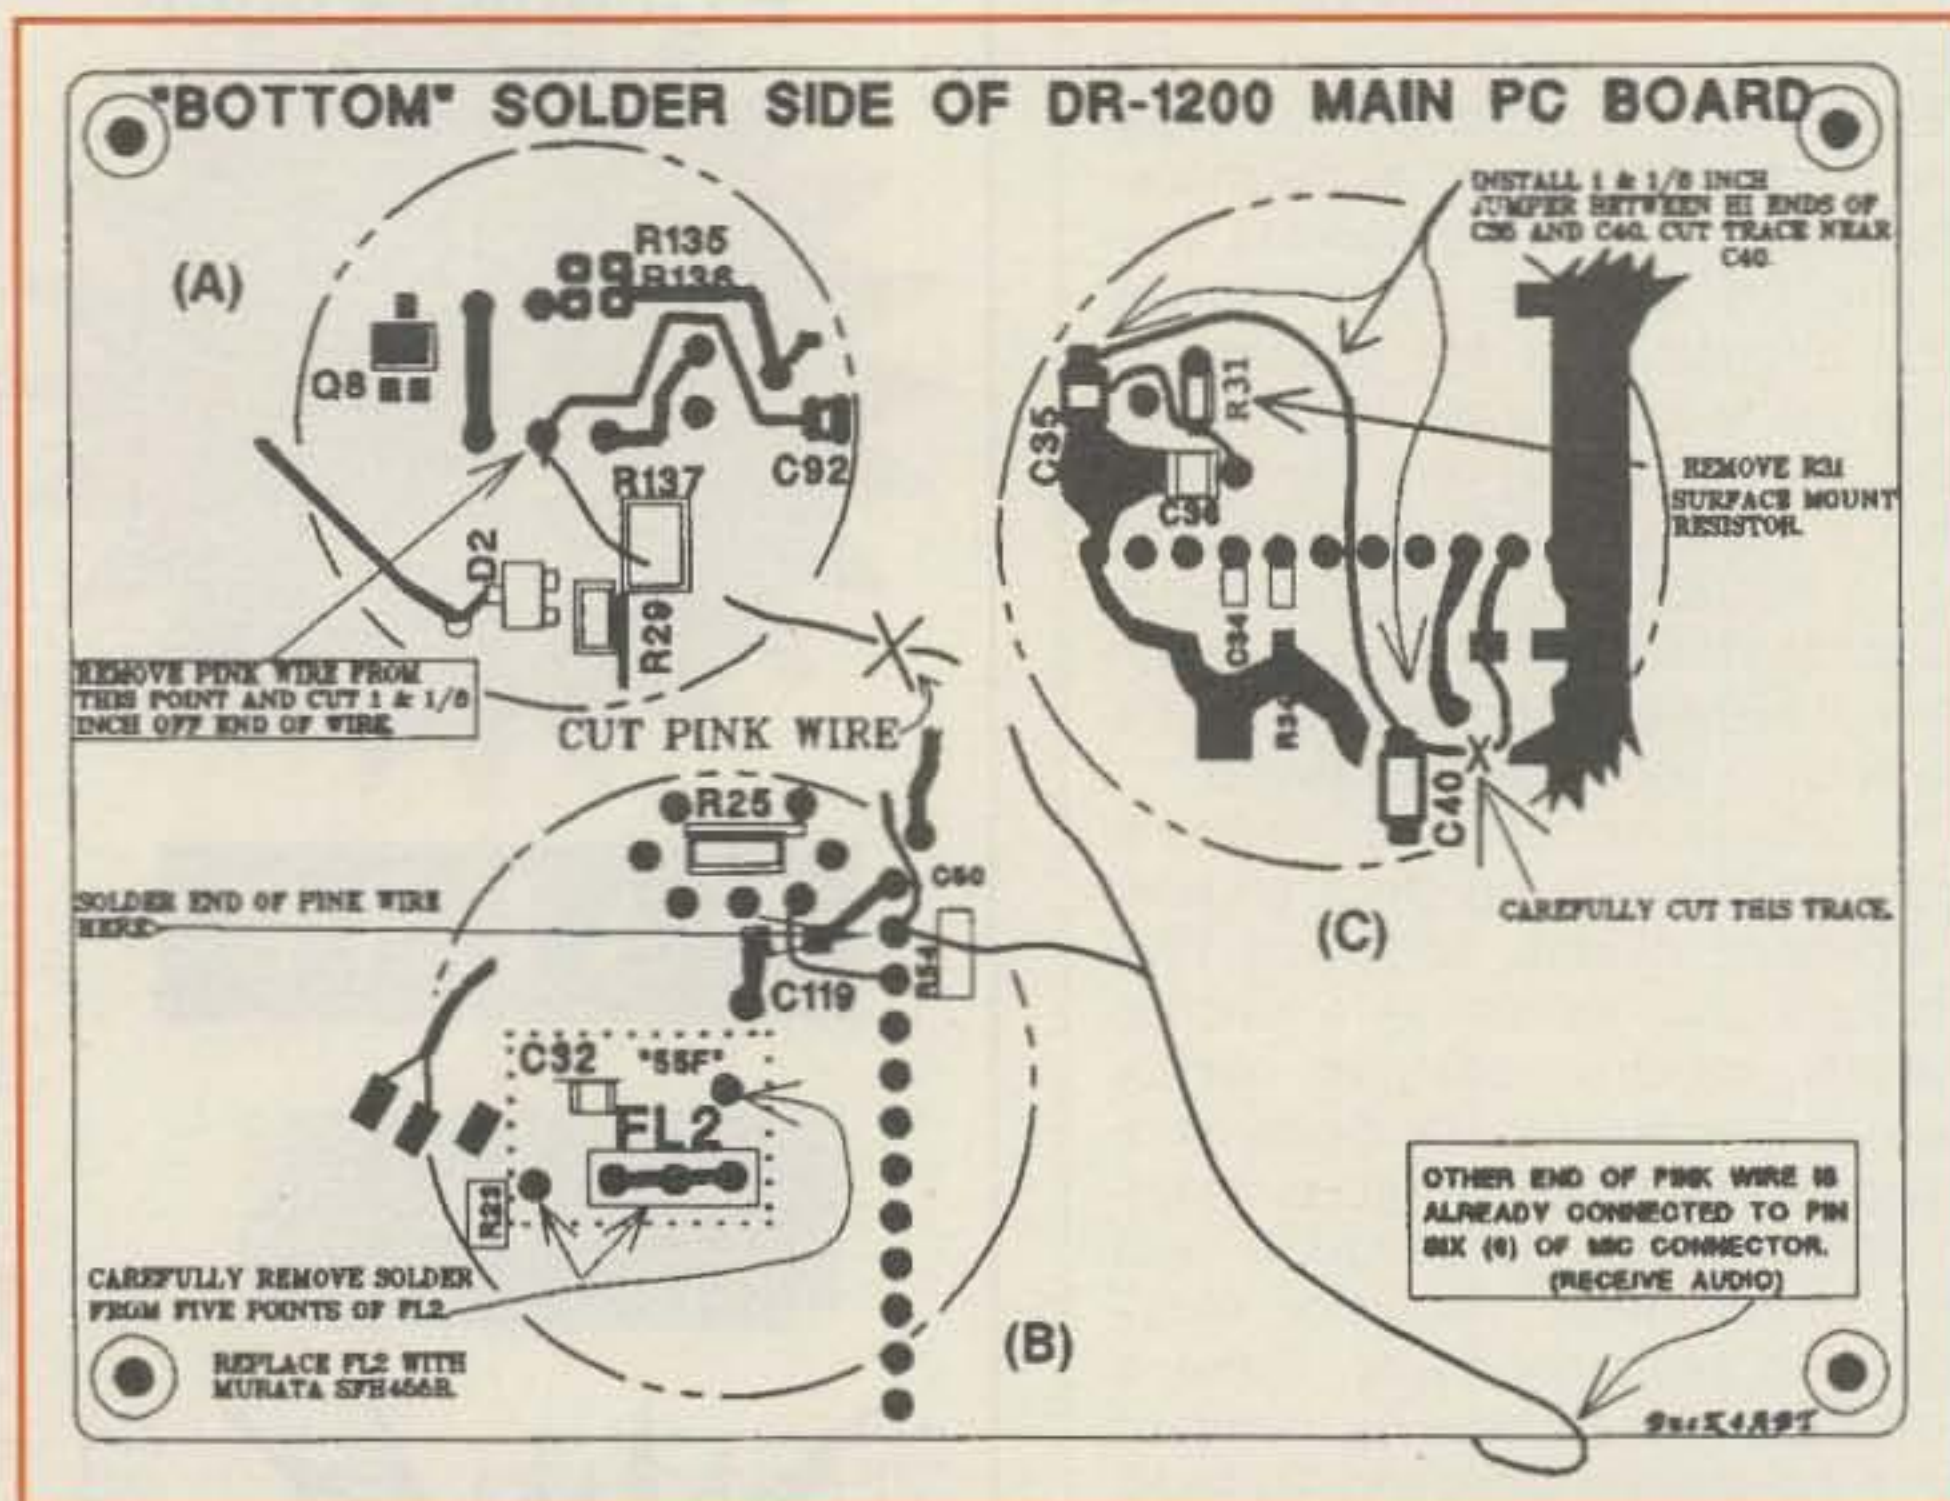 "BOTTOM" SOLDER SIDE OF DR-1200 MAIN PC BOARD
(A)
R135
R136
Q8
C92
R137
D2
R29
REMOVE PINK WIRE FROM
THIS POINT AND CUT 1 & 1/8
INCH OFF END OF WIRE.
CUT PINK WIRE
INSTALL 1 & 1/8 INCH
JUMPER BETWEEN HI ENDS OF
C35 AND C40. CUT TRACE NEAR
C40.
R31
C35
C36
C34
R34
C40
REMOVE R31
SURFACE MOUNT
RESISTOR.
CAREFULLY CUT THIS TRACE.
(C)
R25
C50
SOLDER END OF PINK WIRE
HERE
R54
C119
C32 "55F"
FL2
R23
CAREFULLY REMOVE SOLDER
FROM FIVE POINTS OF FL2.
REPLACE FL2 WITH
MURATA SFH455R.
(B)
OTHER END OF PINK WIRE IS
ALREADY CONNECTED TO PIN
SIX (6) OF MIC CONNECTOR.
(RECEIVE AUDIO)